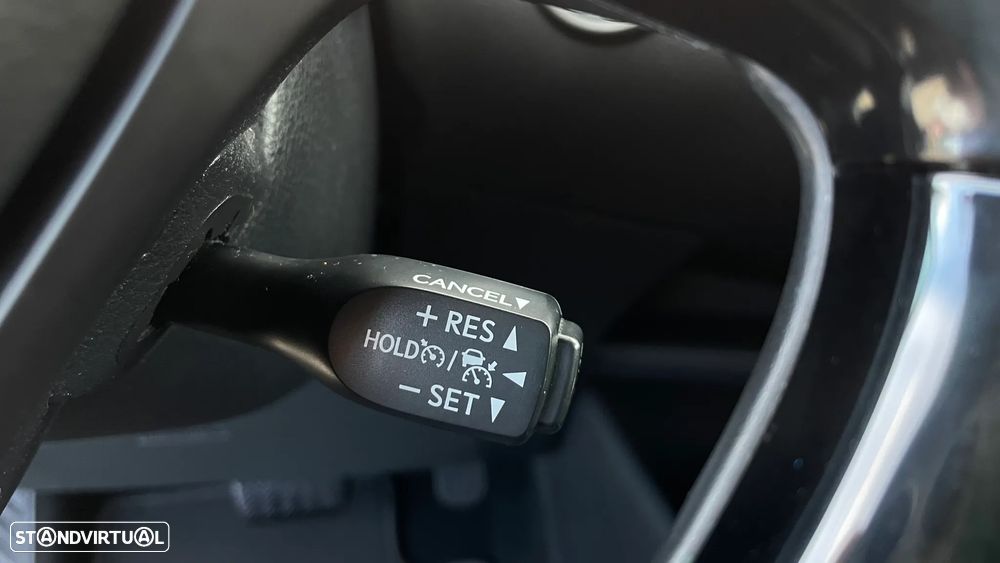 CANCEL▼
+ RES ▲
HOLD / ◀
− SET ▼
STANDVIRTUAL